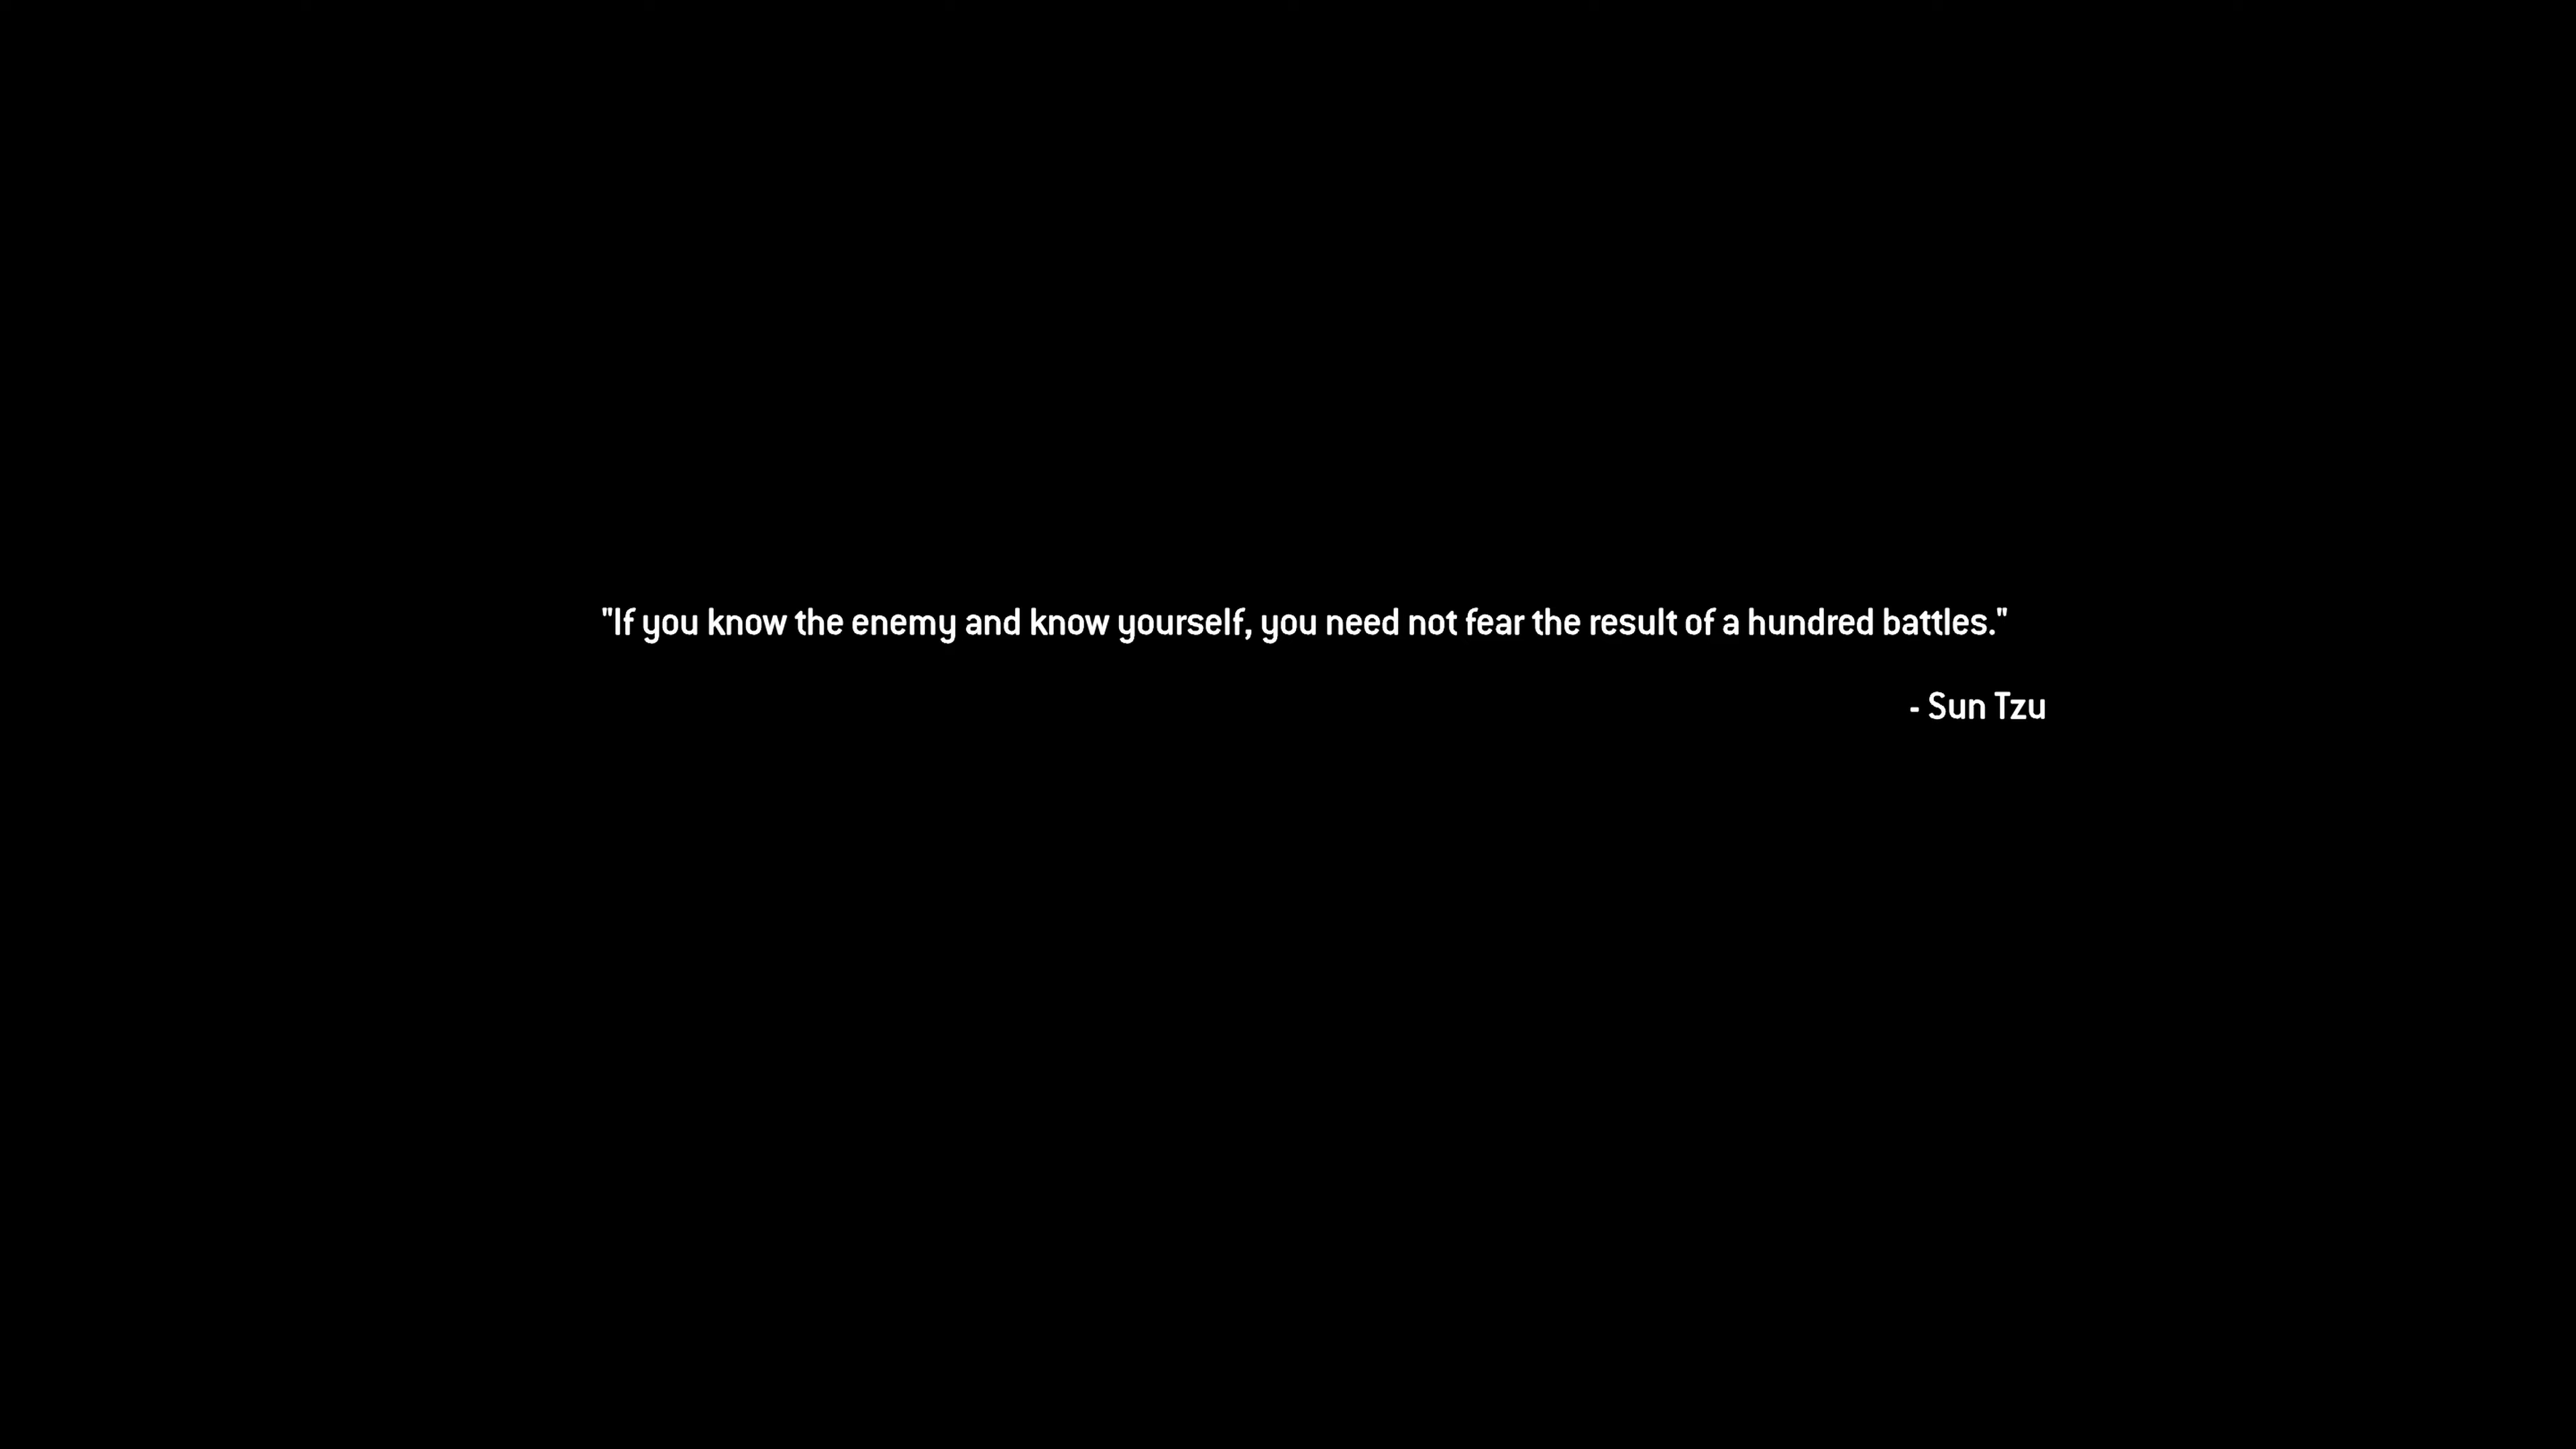 "If you know the enemy and know yourself, you need not fear the result of a hundred battles."
- Sun Tzu